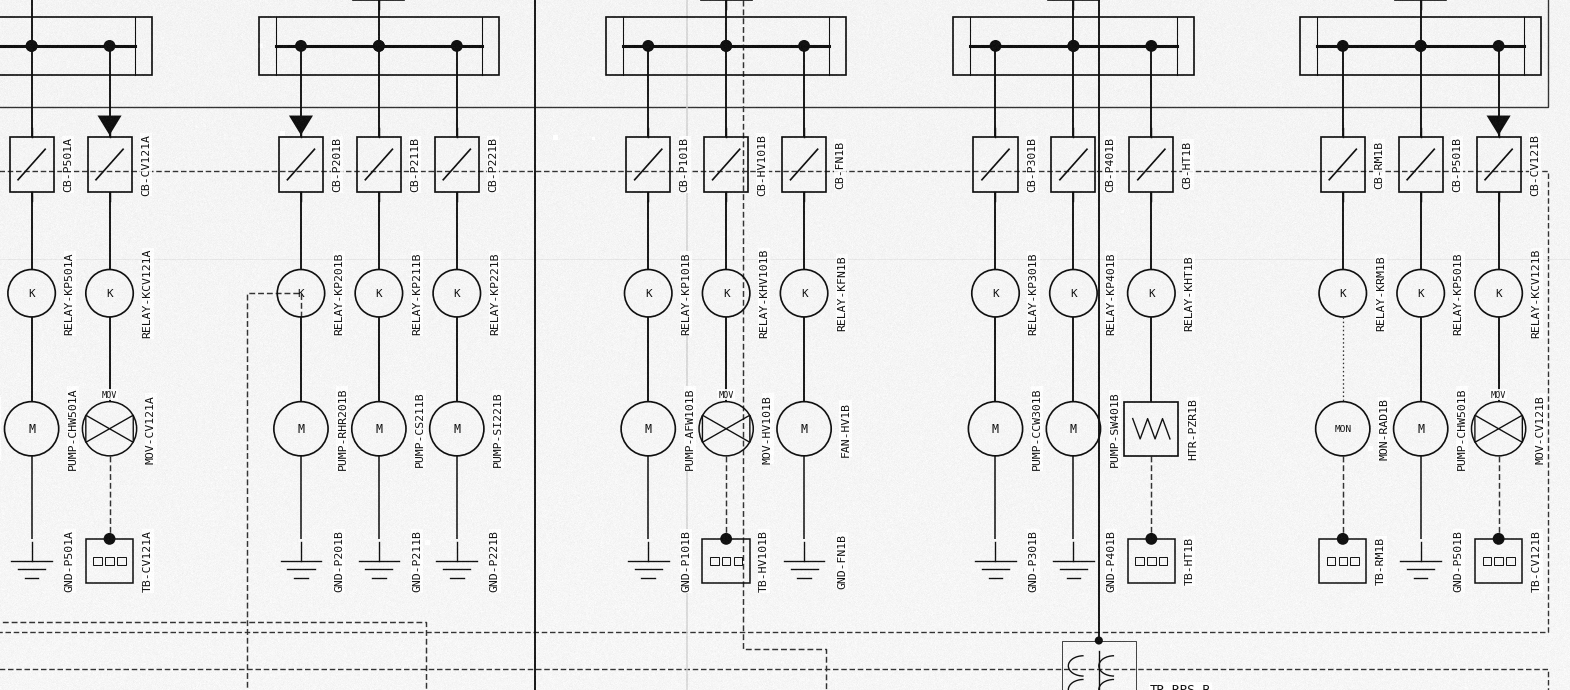 CB-P501A
CB-CV121A
CB-P201B
CB-P211B
CB-P221B
CB-P101B
CB-HV101B
CB-FN1B
CB-P301B
CB-P401B
CB-HT1B
CB-RM1B
CB-P501B
CB-CV121B
K
RELAY-KP501A
K
RELAY-KCV121A
K
RELAY-KP201B
K
RELAY-KP211B
K
RELAY-KP221B
K
RELAY-KP101B
K
RELAY-KHV101B
K
RELAY-KFN1B
K
RELAY-KP301B
K
RELAY-KP401B
K
RELAY-KHT1B
K
RELAY-KRM1B
K
RELAY-KP501B
K
RELAY-KCV121B
M
PUMP-CHW501A
MOV
MOV-CV121A
M
PUMP-RHR201B
M
PUMP-CS211B
M
PUMP-SI221B
M
PUMP-AFW101B
MOV
MOV-HV101B
M
FAN-HV1B
M
PUMP-CCW301B
M
PUMP-SW401B
HTR-PZR1B
MON
MON-RAD1B
M
PUMP-CHW501B
MOV
MOV-CV121B
GND-P501A
TB-CV121A
GND-P201B
GND-P211B
GND-P221B
GND-P101B
TB-HV101B
GND-FN1B
GND-P301B
GND-P401B
TB-HT1B
TB-RM1B
GND-P501B
TB-CV121B
TR-RPS-B